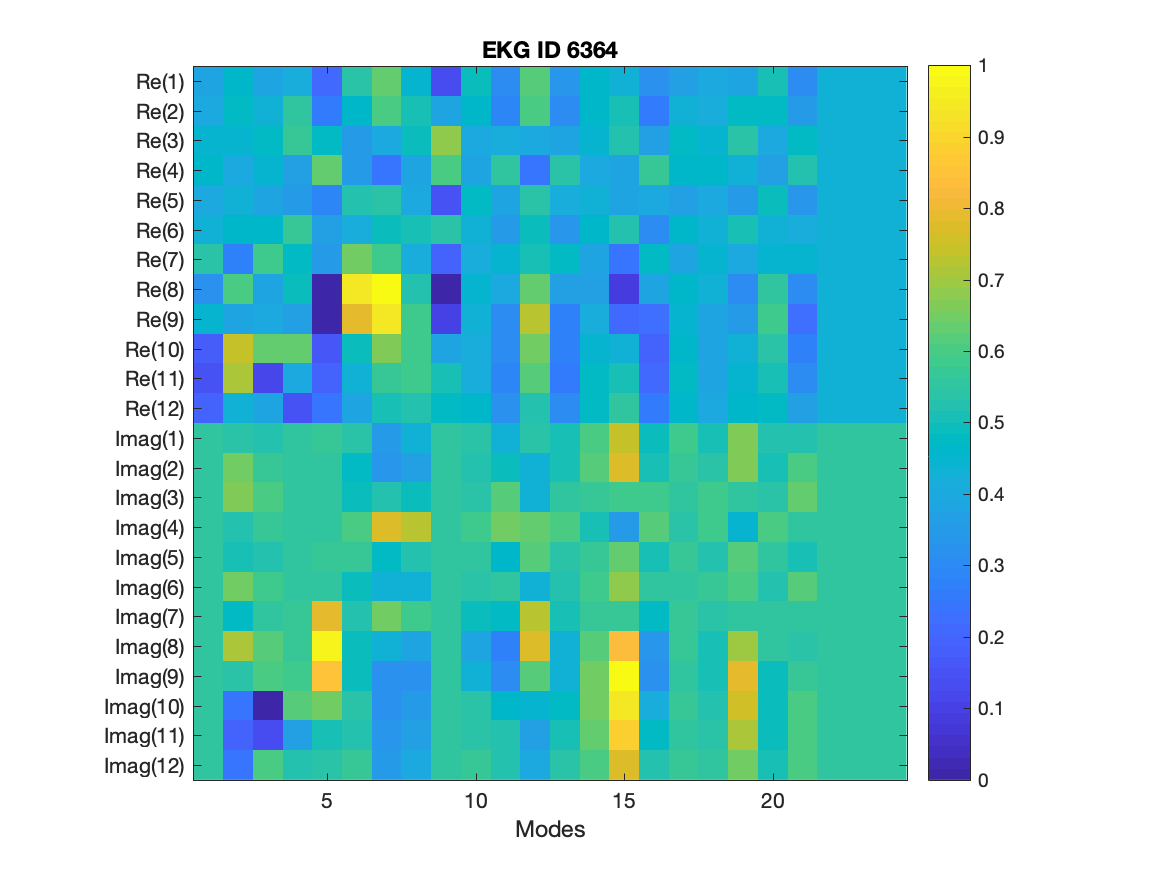 EKG ID 6364
Re(1)
Re(2)
Re(3)
Re(4)
Re(5)
Re(6)
Re(7)
Re(8)
Re(9)
Re(10)
Re(11)
Re(12)
Imag(1)
Imag(2)
Imag(3)
Imag(4)
Imag(5)
Imag(6)
Imag(7)
Imag(8)
Imag(9)
Imag(10)
Imag(11)
Imag(12)
5 10 15 20
Modes
1
0.9
0.8
0.7
0.6
0.5
0.4
0.3
0.2
0.1
0